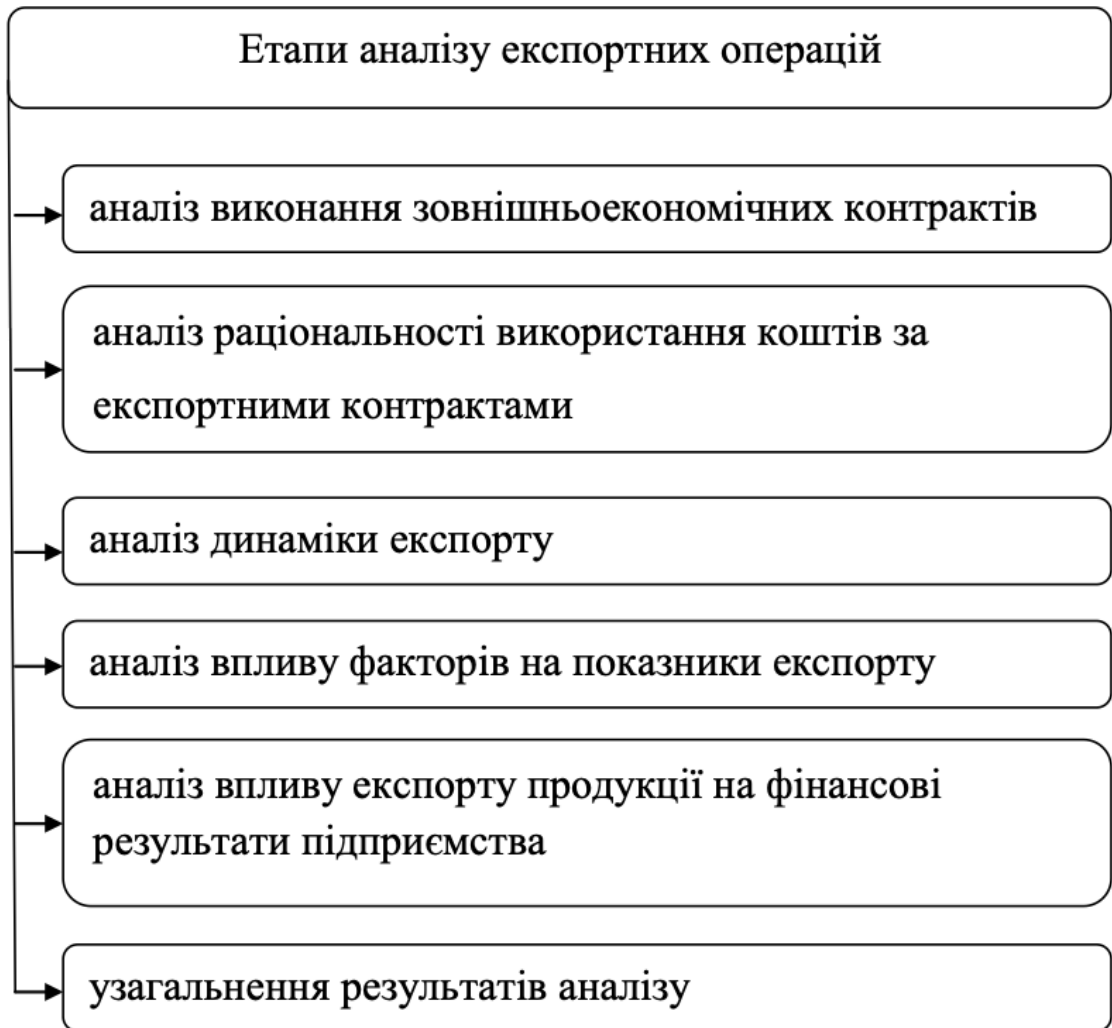 Етапи аналізу експортних операцій
аналіз виконання зовнішньоекономічних контрактів
аналіз раціональності використання коштів за
експортними контрактами
аналіз динаміки експорту
аналіз впливу факторів на показники експорту
аналіз впливу експорту продукції на фінансові
результати підприємства
узагальнення результатів аналізу